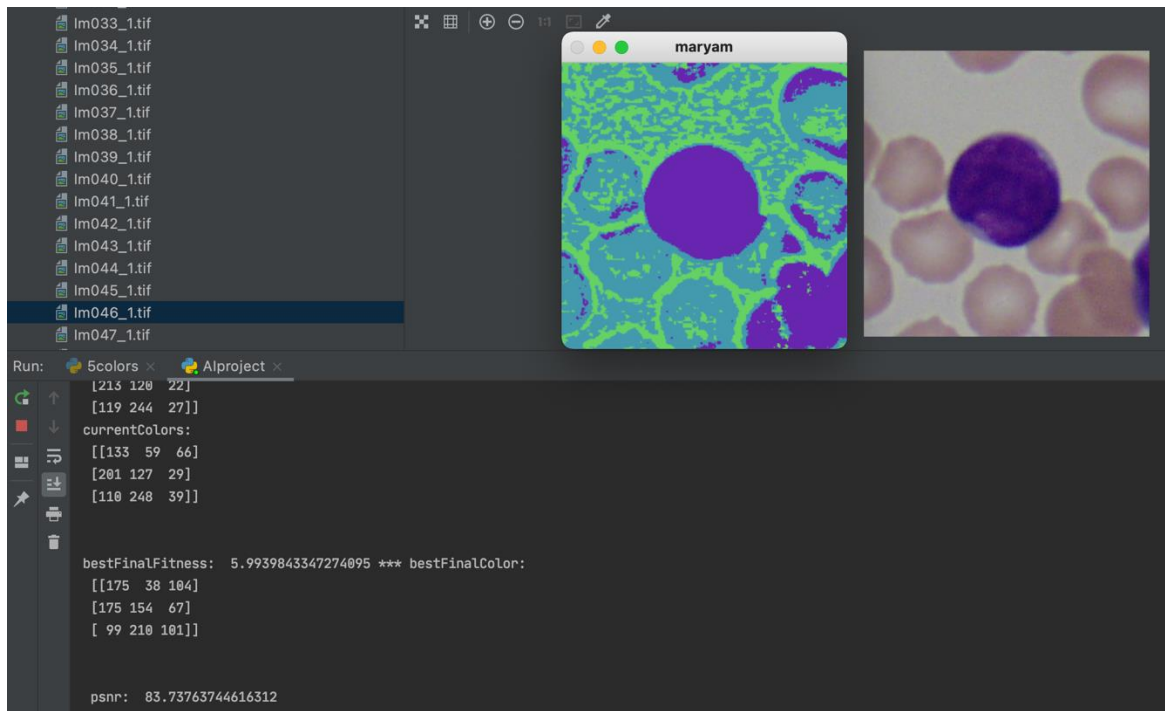 Im033_1.tif
Im034_1.tif
Im035_1.tif
Im036_1.tif
Im037_1.tif
Im038_1.tif
Im039_1.tif
Im040_1.tif
Im041_1.tif
Im042_1.tif
Im043_1.tif
Im044_1.tif
Im045_1.tif
Im046_1.tif
Im047_1.tif
1:1
maryam
Run: 5colors × AIproject ×
[213 120 22]
[119 244 27]]
currentColors:
[[133 59 66]
[201 127 29]
[110 248 39]]
bestFinalFitness: 5.9939843347274095 *** bestFinalColor:
[[175 38 104]
[175 154 67]
[ 99 210 101]]
psnr: 83.73763744616312